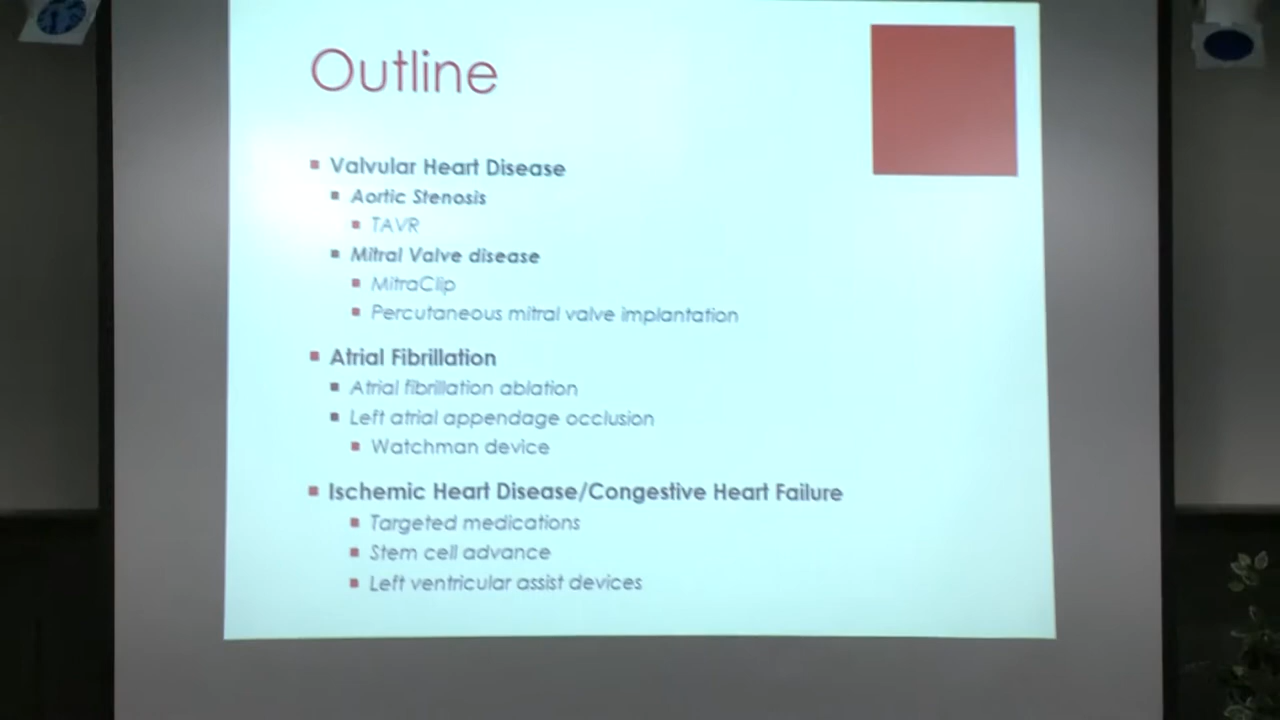 Outline
Valvular Heart Disease
Aortic Stenosis
TAVR
Mitral Valve disease
MitraClip
Percutaneous mitral valve implantation
Atrial Fibrillation
Atrial fibrillation ablation
Left atrial appendage occlusion
Watchman device
Ischemic Heart Disease/Congestive Heart Failure
Targeted medications
Stem cell advance
Left ventricular assist devices